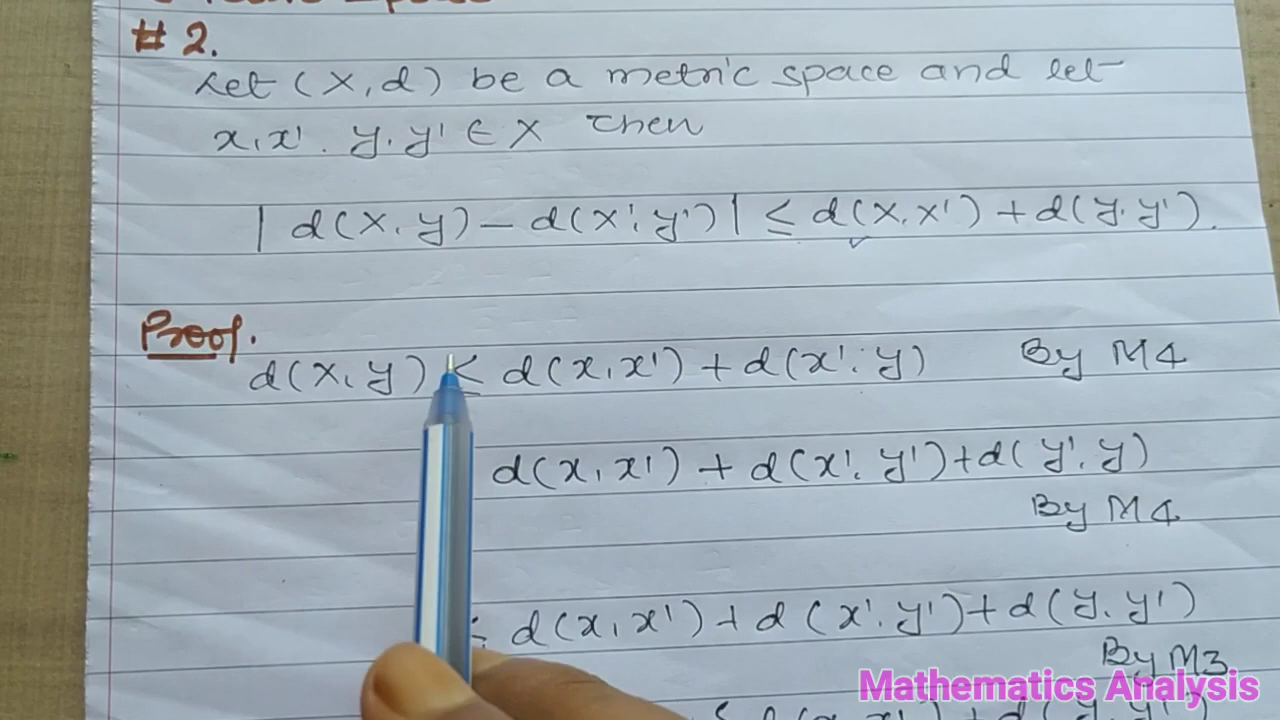 # 2.
Let (X, d) be a metric space and let
x, x'. y, y' ∈ X then
| d(x, y) - d(x', y') | ≤ d(x, x') + d(y, y').
Proof.
d(x, y) ≤ d(x, x') + d(x', y) By M4
d(x, x') + d(x', y') + d(y', y)
By M4
d(x, x') + d(x', y') + d(y, y')
By M3
Mathematics Analysis